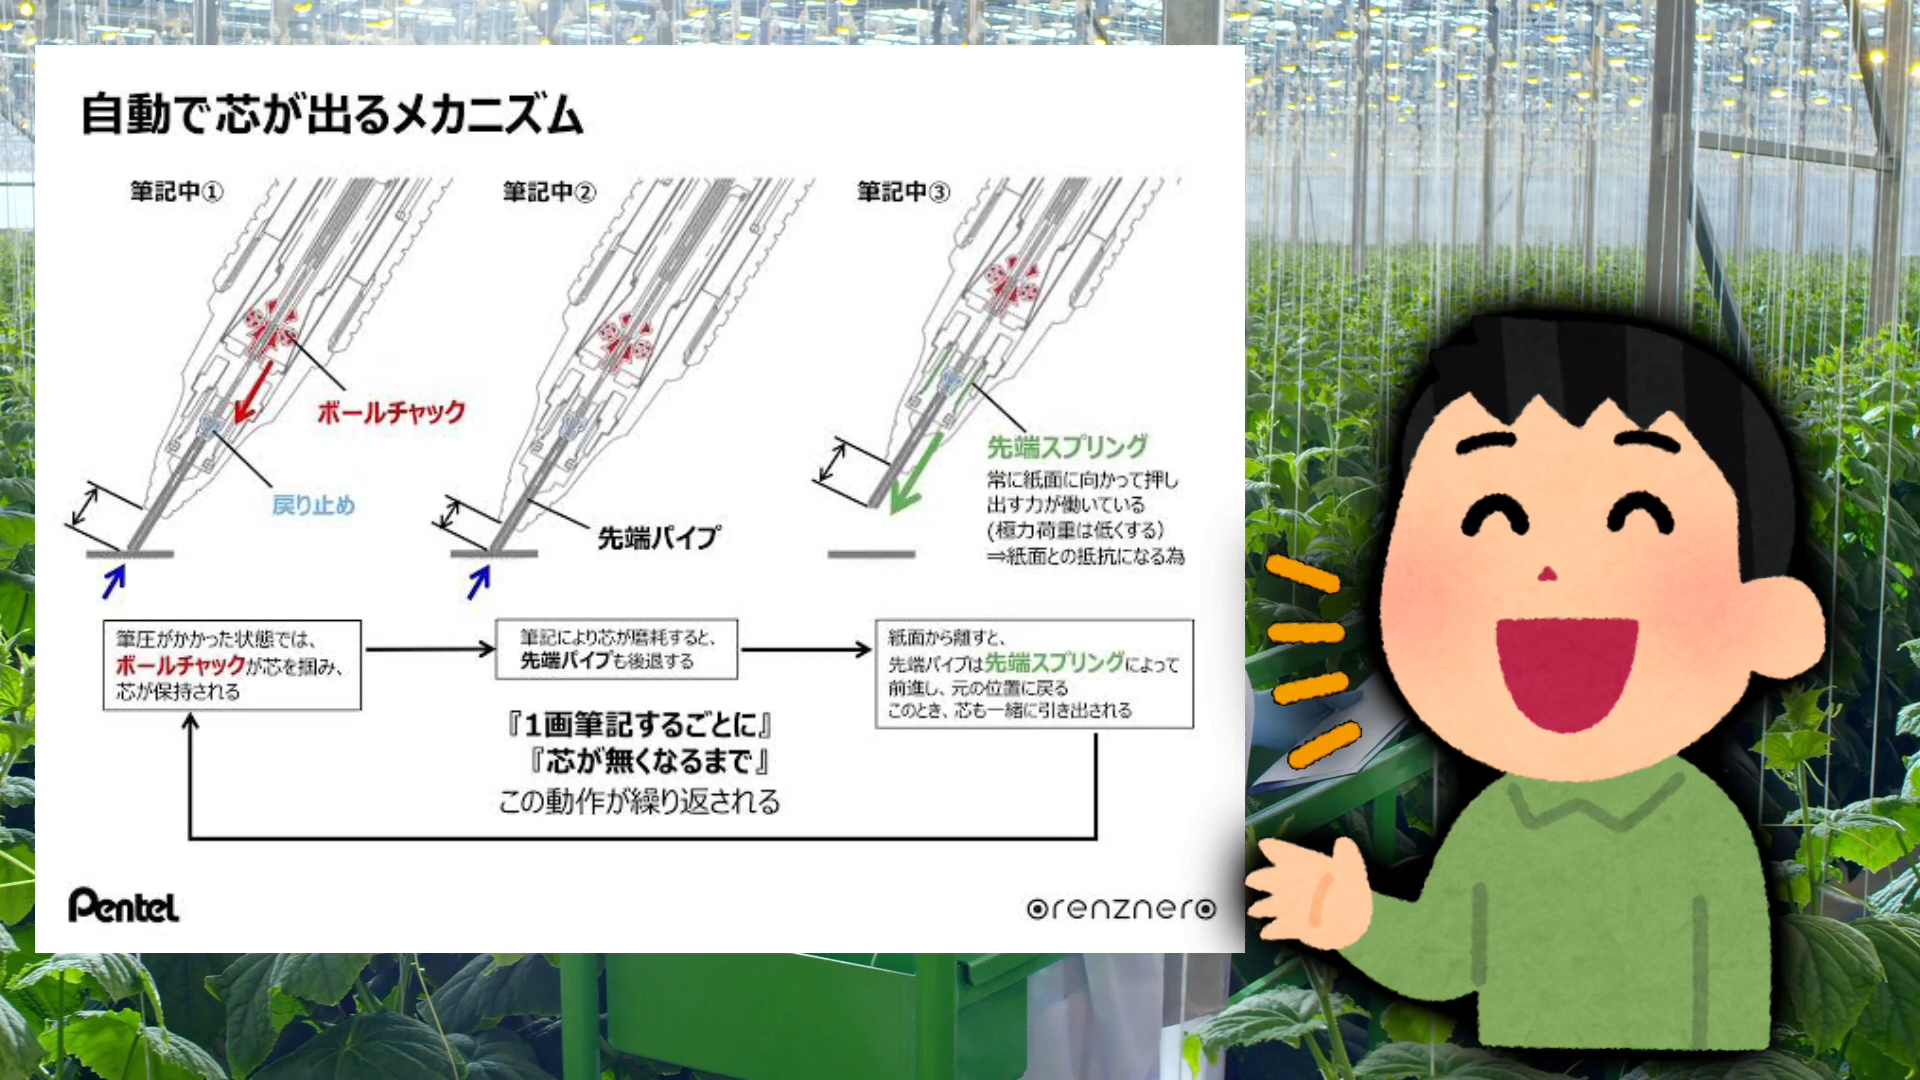 自動で芯が出るメカニズム
筆記中①
筆記中②
筆記中③
ボールチャック
戻り止め
先端パイプ
先端スプリング
常に紙面に向かって押し
出す力が働いている
(極力荷重は低くする)
⇒紙面との抵抗になる為
筆圧がかかった状態では、
ボールチャックが芯を掴み、
芯が保持される
筆記により芯が磨耗すると、
先端パイプも後退する
紙面から離すと、
先端パイプは先端スプリングによって
前進し、元の位置に戻る
このとき、芯も一緒に引き出される
『1画筆記するごとに』
『芯が無くなるまで』
この動作が繰り返される
Pentel
orenznero